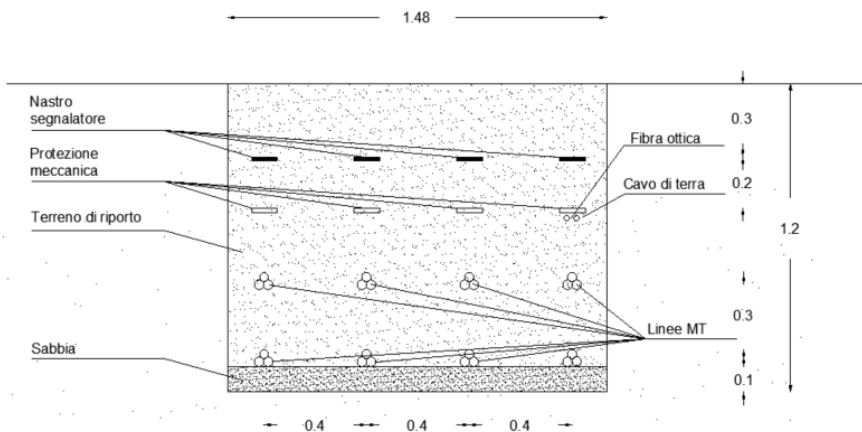 1.48
Nastro
segnalatore
Protezione
meccanica
Terreno di riporto
Sabbia
Fibra ottica
Cavo di terra
Linee MT
0.3
0.2
0.3
0.1
1.2
0.4
0.4
0.4